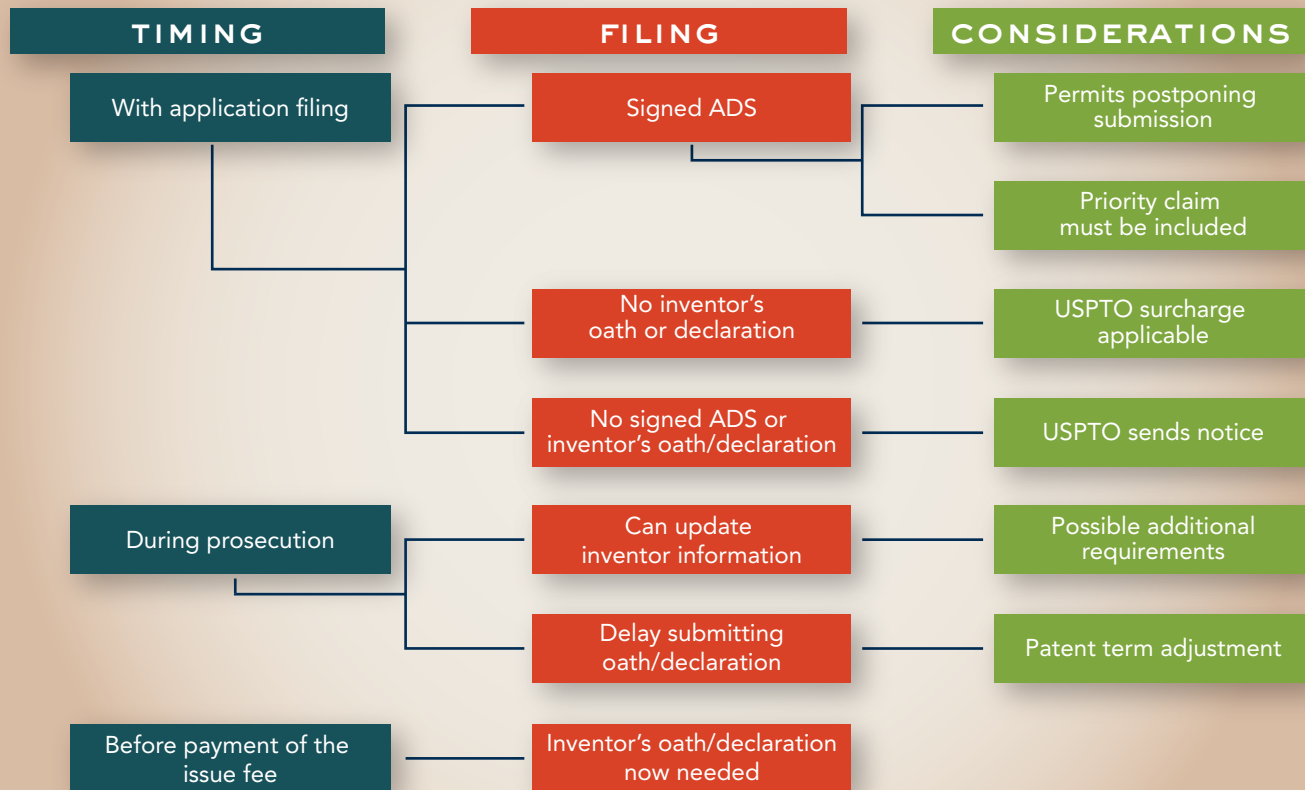 TIMING
FILING
CONSIDERATIONS
With application filing
Signed ADS
Permits postponing
submission
Priority claim
must be included
No inventor's
oath or declaration
USPTO surcharge
applicable
No signed ADS or
inventor's oath/declaration
USPTO sends notice
During prosecution
Can update
inventor information
Possible additional
requirements
Delay submitting
oath/declaration
Patent term adjustment
Before payment of the
issue fee
Inventor's oath/declaration
now needed